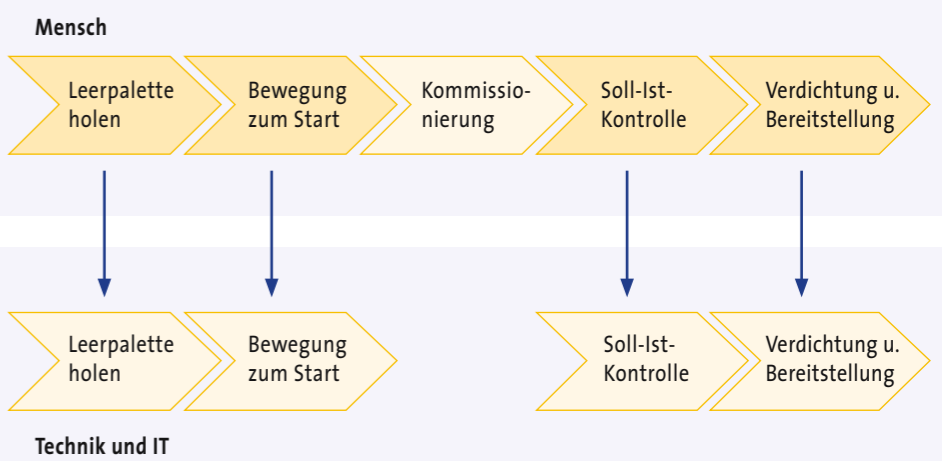 Mensch
Leerpalette
holen
Bewegung
zum Start
Kommissio-
nierung
Soll-Ist-
Kontrolle
Verdichtung u.
Bereitstellung
Leerpalette
holen
Bewegung
zum Start
Soll-Ist-
Kontrolle
Verdichtung u.
Bereitstellung
Technik und IT